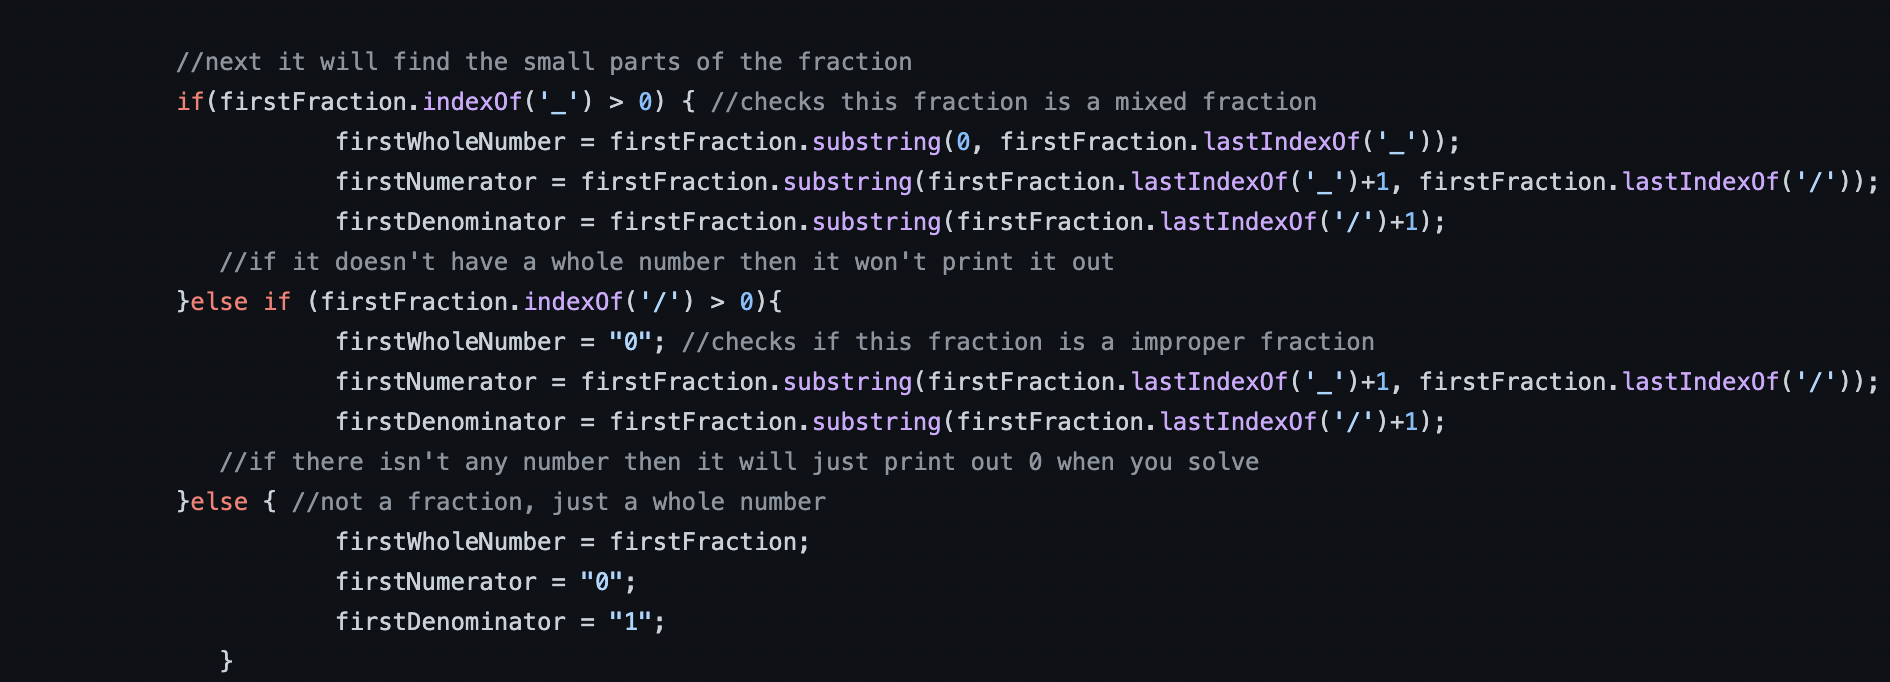 //next it will find the small parts of the fraction
if(firstFraction.indexOf('_') > 0) { //checks this fraction is a mixed fraction
firstWholeNumber = firstFraction.substring(0, firstFraction.lastIndexOf('_'));
firstNumerator = firstFraction.substring(firstFraction.lastIndexOf('_')+1, firstFraction.lastIndexOf('/'));
firstDenominator = firstFraction.substring(firstFraction.lastIndexOf('/')+1);
//if it doesn't have a whole number then it won't print it out
}else if (firstFraction.indexOf('/') > 0){
firstWholeNumber = "0"; //checks if this fraction is a improper fraction
firstNumerator = firstFraction.substring(firstFraction.lastIndexOf('_')+1, firstFraction.lastIndexOf('/'));
firstDenominator = firstFraction.substring(firstFraction.lastIndexOf('/')+1);
//if there isn't any number then it will just print out 0 when you solve
}else { //not a fraction, just a whole number
firstWholeNumber = firstFraction;
firstNumerator = "0";
firstDenominator = "1";
}